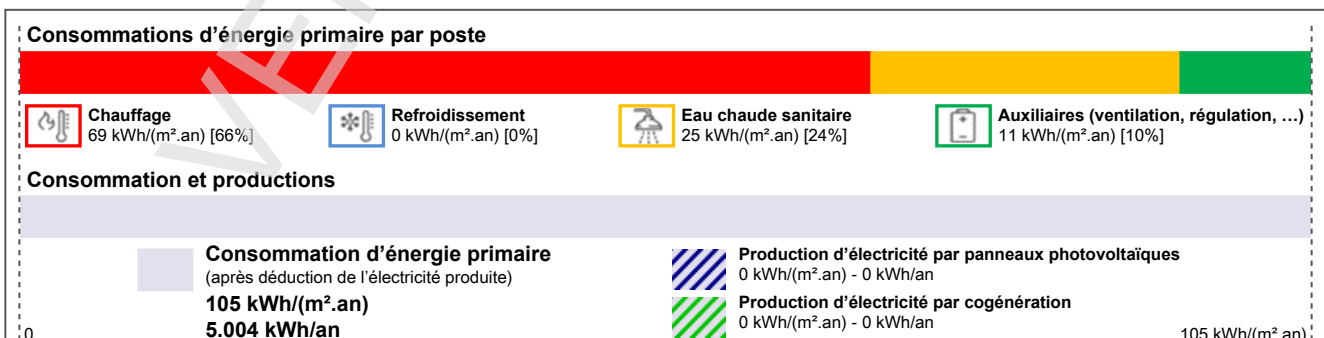 Consommations d'énergie primaire par poste
Chauffage
69 kWh/(m².an) [66%]
Refroidissement
0 kWh/(m².an) [0%]
Eau chaude sanitaire
25 kWh/(m².an) [24%]
Auxiliaires (ventilation, régulation, …)
11 kWh/(m².an) [10%]
Consommation et productions
Consommation d'énergie primaire
(après déduction de l'électricité produite)
105 kWh/(m².an)
5.004 kWh/an
Production d'électricité par panneaux photovoltaïques
0 kWh/(m².an) - 0 kWh/an
Production d'électricité par cogénération
0 kWh/(m².an) - 0 kWh/an
0
105 kWh/(m².an)